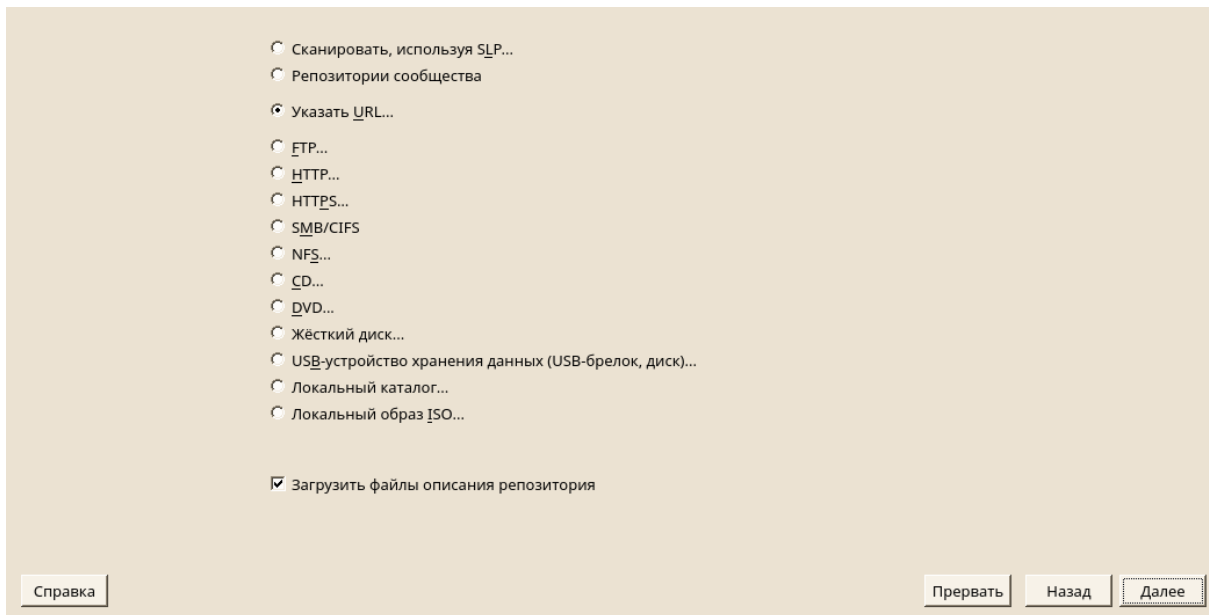 Сканировать, используя SLP...
Репозитории сообщества
Указать URL...
FTP...
HTTP...
HTTPS...
SMB/CIFS
NFS...
CD...
DVD...
Жёсткий диск...
USB-устройство хранения данных (USB-брелок, диск)...
Локальный каталог...
Локальный образ ISO...
Загрузить файлы описания репозитория
Справка Прервать Назад Далее